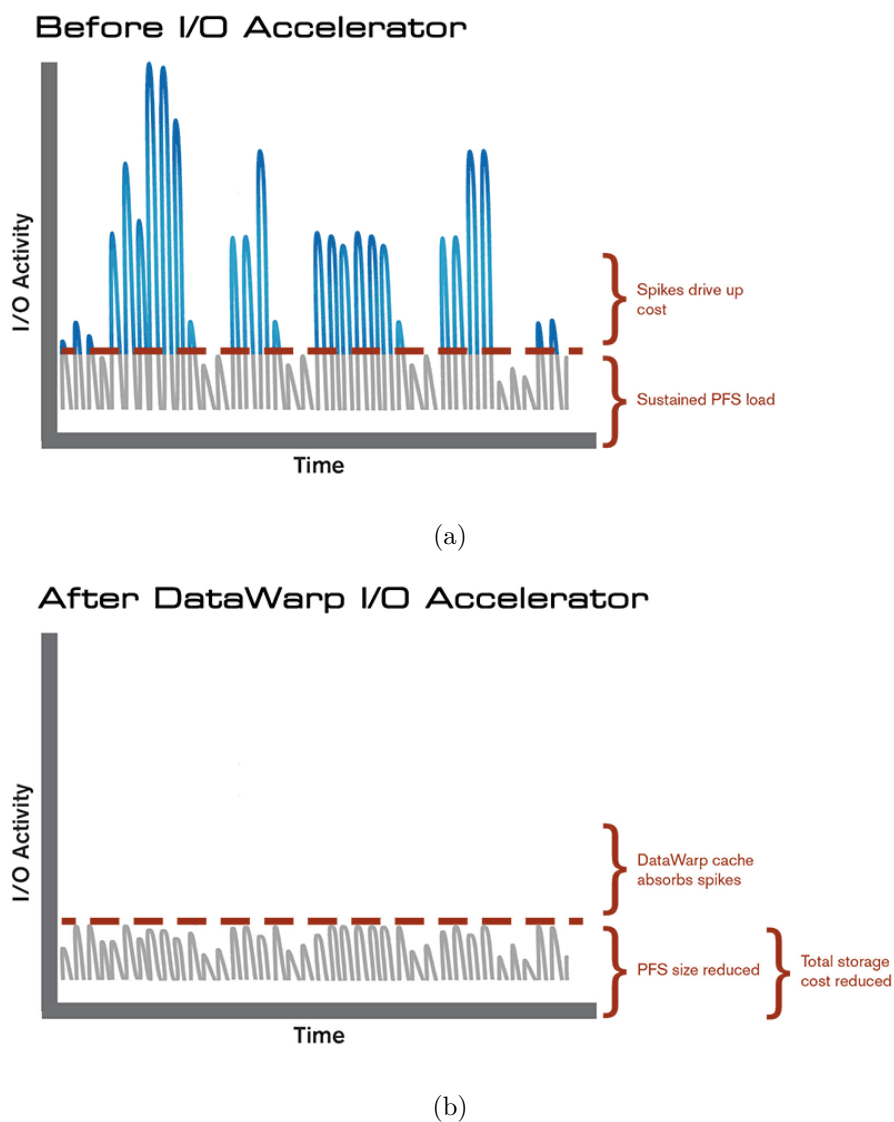 Before I/O Accelerator
I/O Activity
Spikes drive up
cost
Sustained PFS load
Time
(a)
After DataWarp I/O Accelerator
I/O Activity
DataWarp cache
absorbs spikes
PFS size reduced
Total storage
cost reduced
Time
(b)